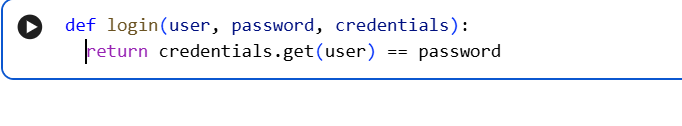 def login(user, password, credentials):
  return credentials.get(user) == password